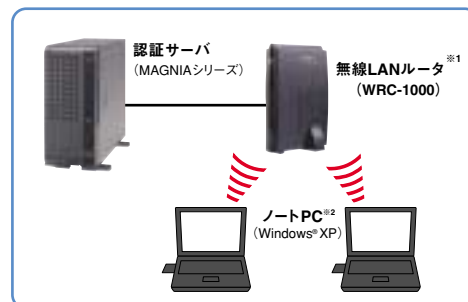 認証サーバ
（MAGNIAシリーズ）
無線LANルータ※1
（WRC-1000）
ノートPC※2
（Windows® XP）